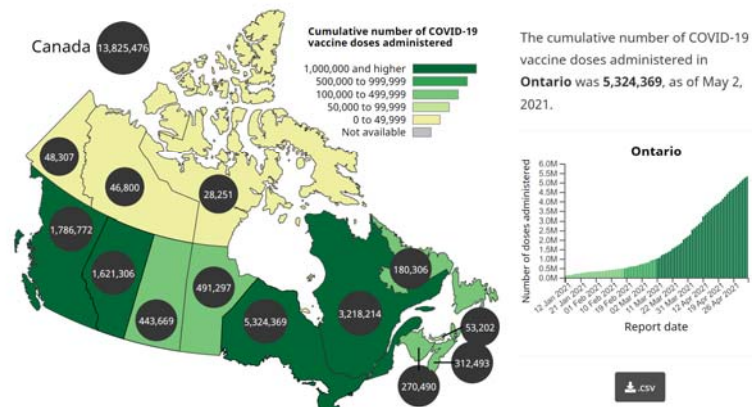 Canada 13,825,476
Cumulative number of COVID-19
vaccine doses administered
1,000,000 and higher
500,000 to 999,999
100,000 to 499,999
50,000 to 99,999
0 to 49,999
Not available
48,307
46,800
28,251
1,786,772
1,621,306
443,669
491,297
5,324,369
3,218,214
180,306
53,202
312,493
270,490
The cumulative number of COVID-19
vaccine doses administered in
Ontario was 5,324,369, as of May 2,
2021.
Ontario
Number of doses administered
6.0M
5.5M
5.0M
4.5M
4.0M
3.5M
3.0M
2.5M
2.0M
1.5M
1.0M
0.5M
0.0M
12 Jan 2021
21 Jan 2021
01 Feb 2021
10 Feb 2021
19 Feb 2021
02 Mar 2021
11 Mar 2021
22 Mar 2021
31 Mar 2021
12 Apr 2021
19 Apr 2021
26 Apr 2021
Report date
.csv